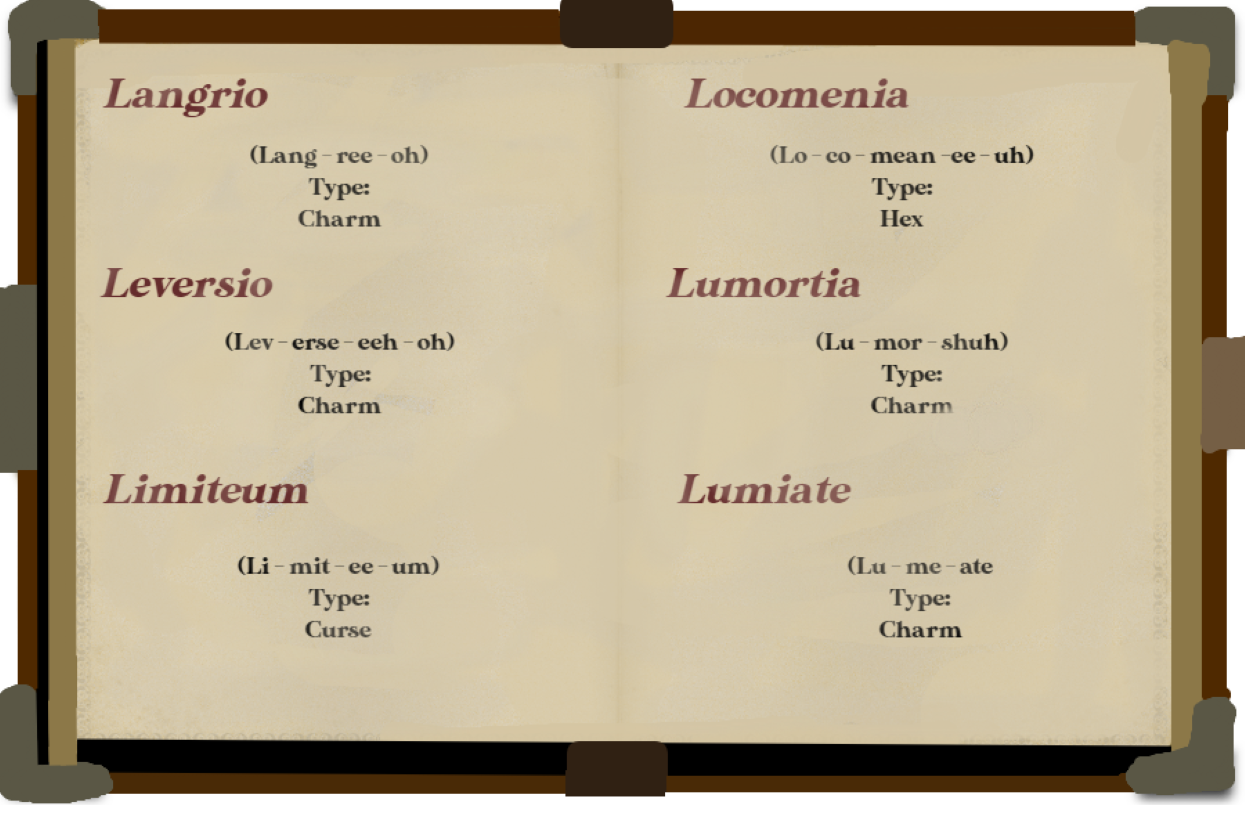 Langrio
(Lang-ree-oh)
Type:
Charm
Leversio
(Lev-erse-eeh-oh)
Type:
Charm
Limiteum
(Li-mit-ee-um)
Type:
Curse
Locomenia
(Lo-co-mean-ee-uh)
Type:
Hex
Lumortia
(Lu-mor-shuh)
Type:
Charm
Lumiate
(Lu-me-ate
Type:
Charm